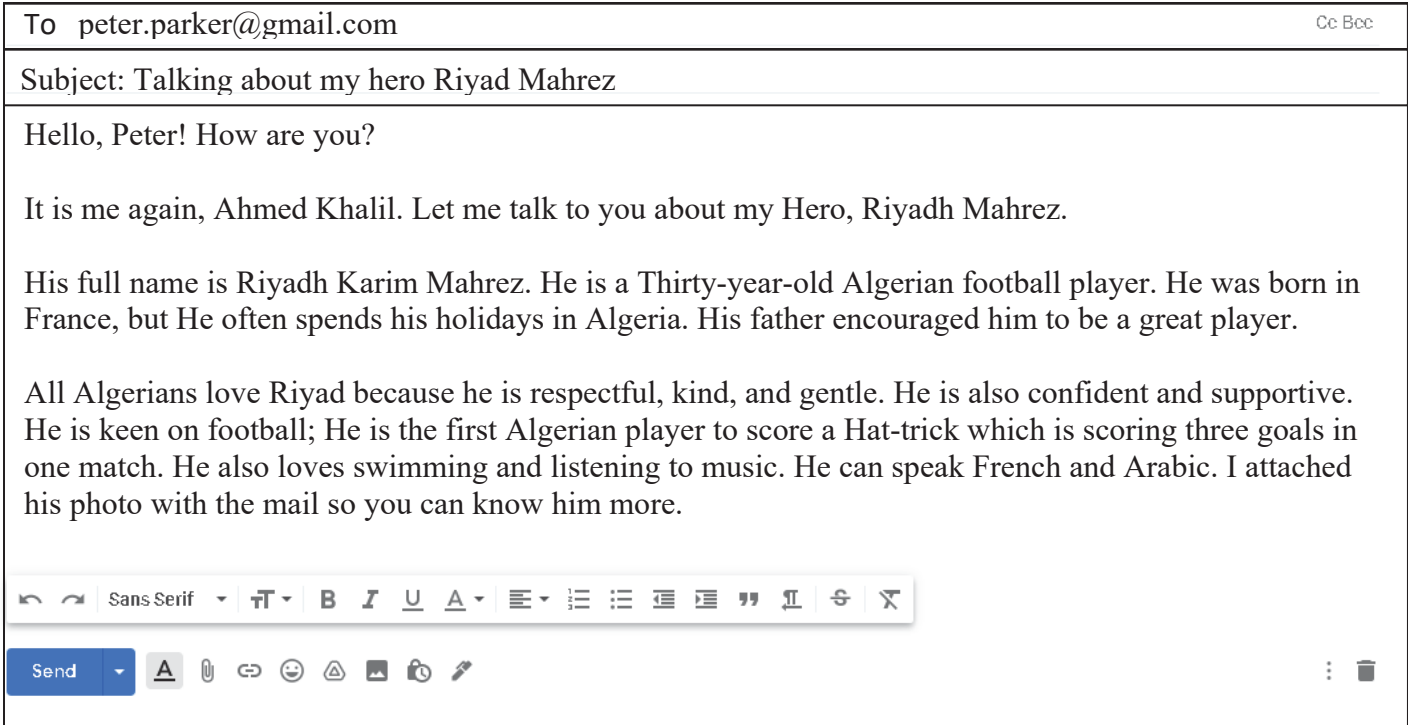 To peter.parker@gmail.com
Cc Bcc
Subject: Talking about my hero Riyad Mahrez
Hello, Peter! How are you?
It is me again, Ahmed Khalil. Let me talk to you about my Hero, Riyadh Mahrez.
His full name is Riyadh Karim Mahrez. He is a Thirty-year-old Algerian football player. He was born in
France, but He often spends his holidays in Algeria. His father encouraged him to be a great player.
All Algerians love Riyad because he is respectful, kind, and gentle. He is also confident and supportive.
He is keen on football; He is the first Algerian player to score a Hat-trick which is scoring three goals in
one match. He also loves swimming and listening to music. He can speak French and Arabic. I attached
his photo with the mail so you can know him more.
Sans Serif
Send